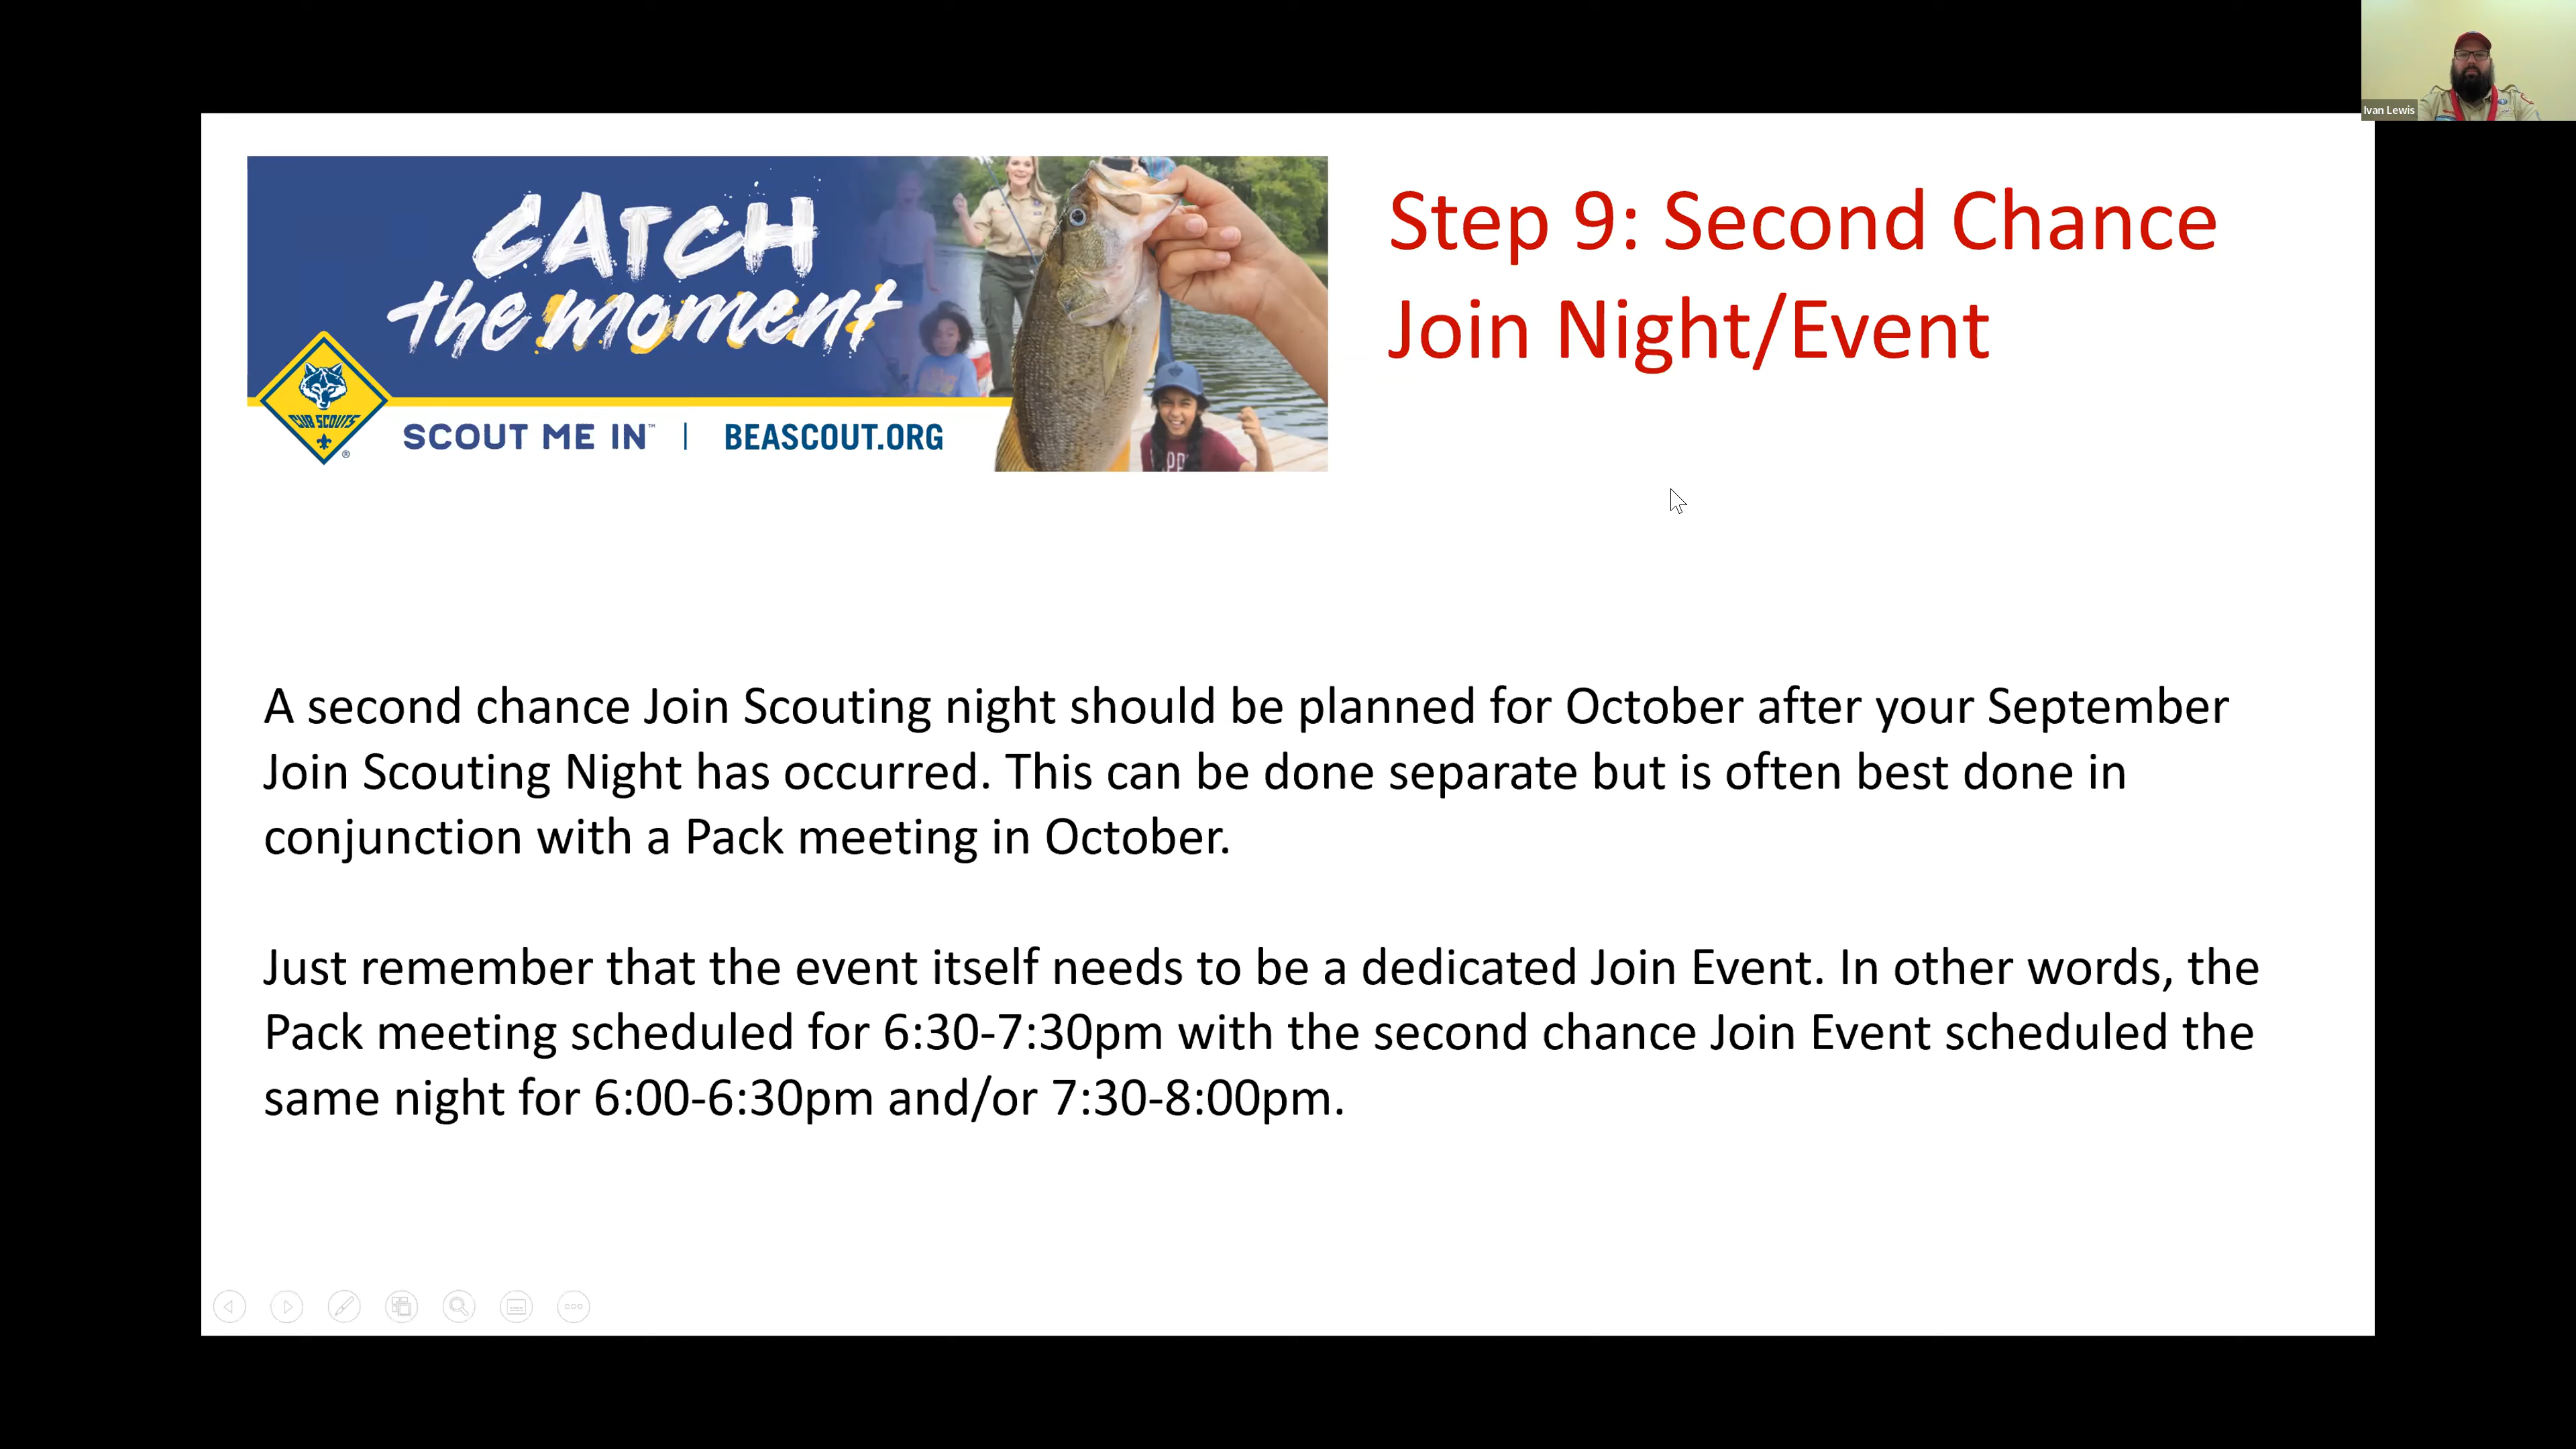 Ivan Lewis
CATCH
the moment
CUB SCOUTS
®
SCOUT ME IN™ | BEASCOUT.ORG
Step 9: Second Chance
Join Night/Event
A second chance Join Scouting night should be planned for October after your September
Join Scouting Night has occurred. This can be done separate but is often best done in
conjunction with a Pack meeting in October.
Just remember that the event itself needs to be a dedicated Join Event. In other words, the
Pack meeting scheduled for 6:30-7:30pm with the second chance Join Event scheduled the
same night for 6:00-6:30pm and/or 7:30-8:00pm.